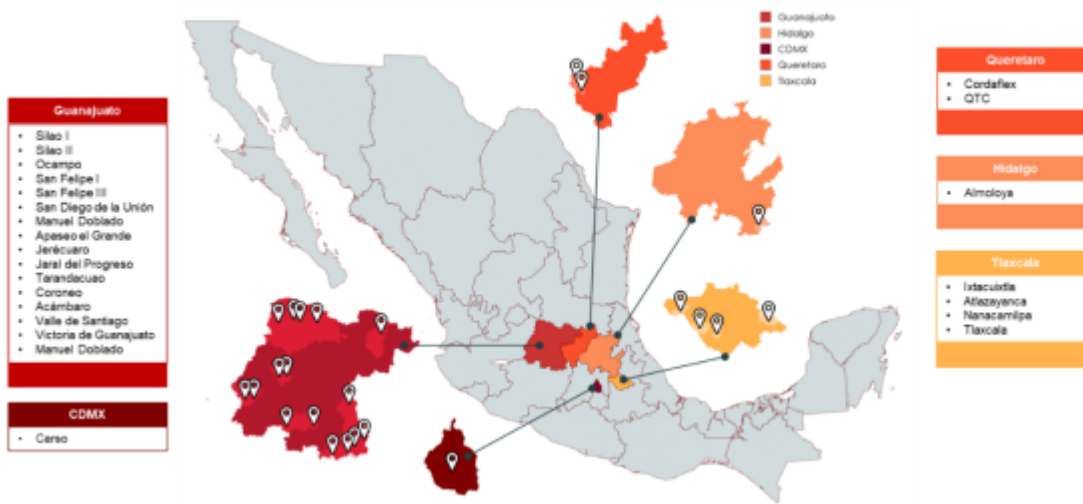 Guanajuato
Hidalgo
CDMX
Queretaro
Tlaxcala
Guanajuato
• Silao I
• Silao II
• Ocampo
• San Felipe I
• San Felipe III
• San Diego de la Unión
• Manuel Doblado
• Apaseo el Grande
• Jerécuaro
• Jaral del Progreso
• Tarandacuao
• Coroneo
• Acámbaro
• Valle de Santiago
• Victoria de Guanajuato
• Manuel Doblado
CDMX
• Carso
Queretaro
• Cordaflex
• QTC
Hidalgo
• Almoloya
Tlaxcala
• Ixtacuixtla
• Atlazayanca
• Nanacamilpa
• Tlaxcala